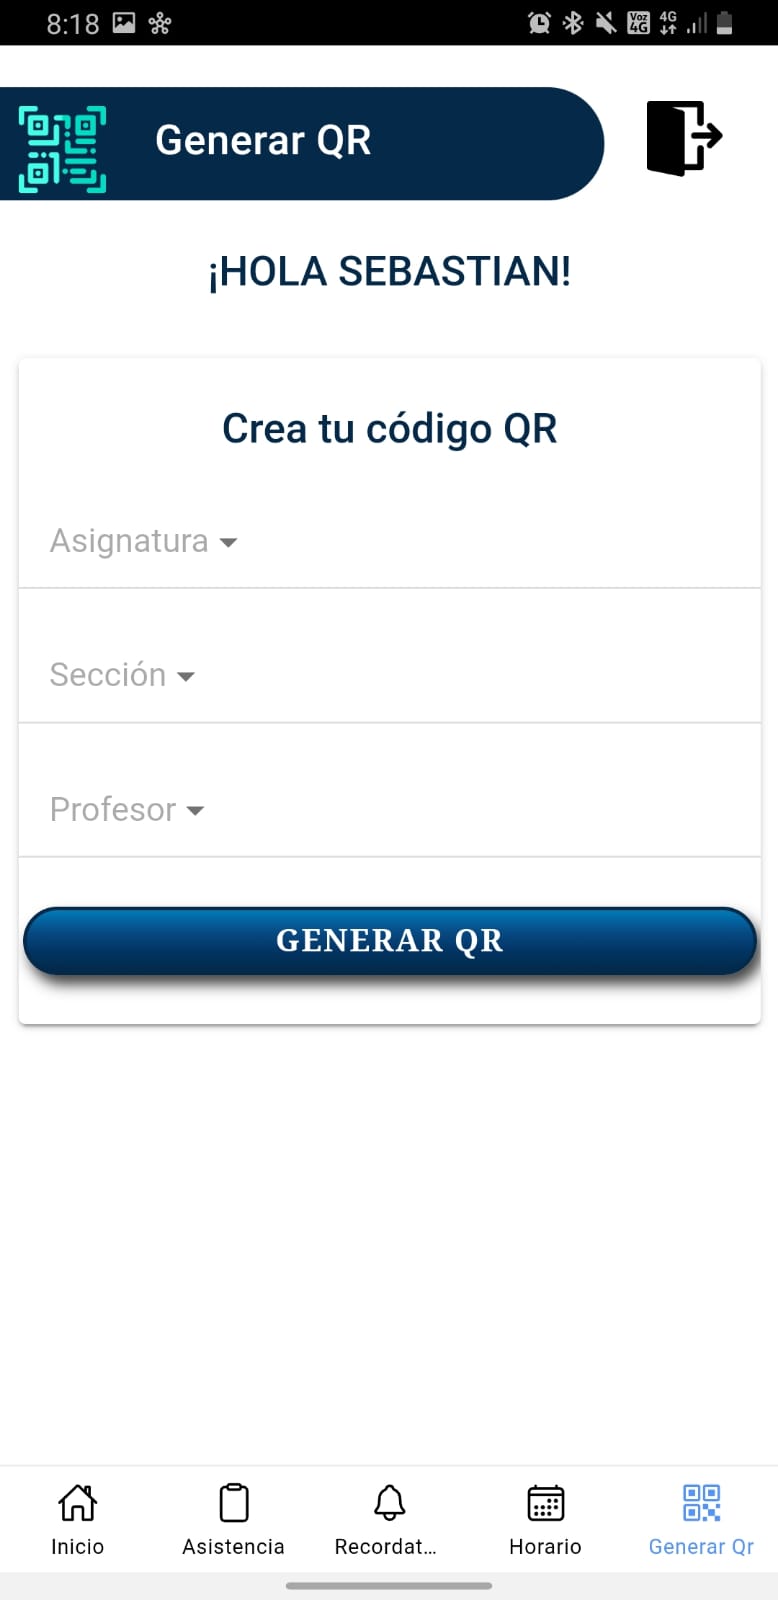 8:18
Voz 4G 4G
Generar QR
¡HOLA SEBASTIAN!
Crea tu código QR
Asignatura
Sección
Profesor
GENERAR QR
Inicio
Asistencia
Recordat...
Horario
Generar Qr